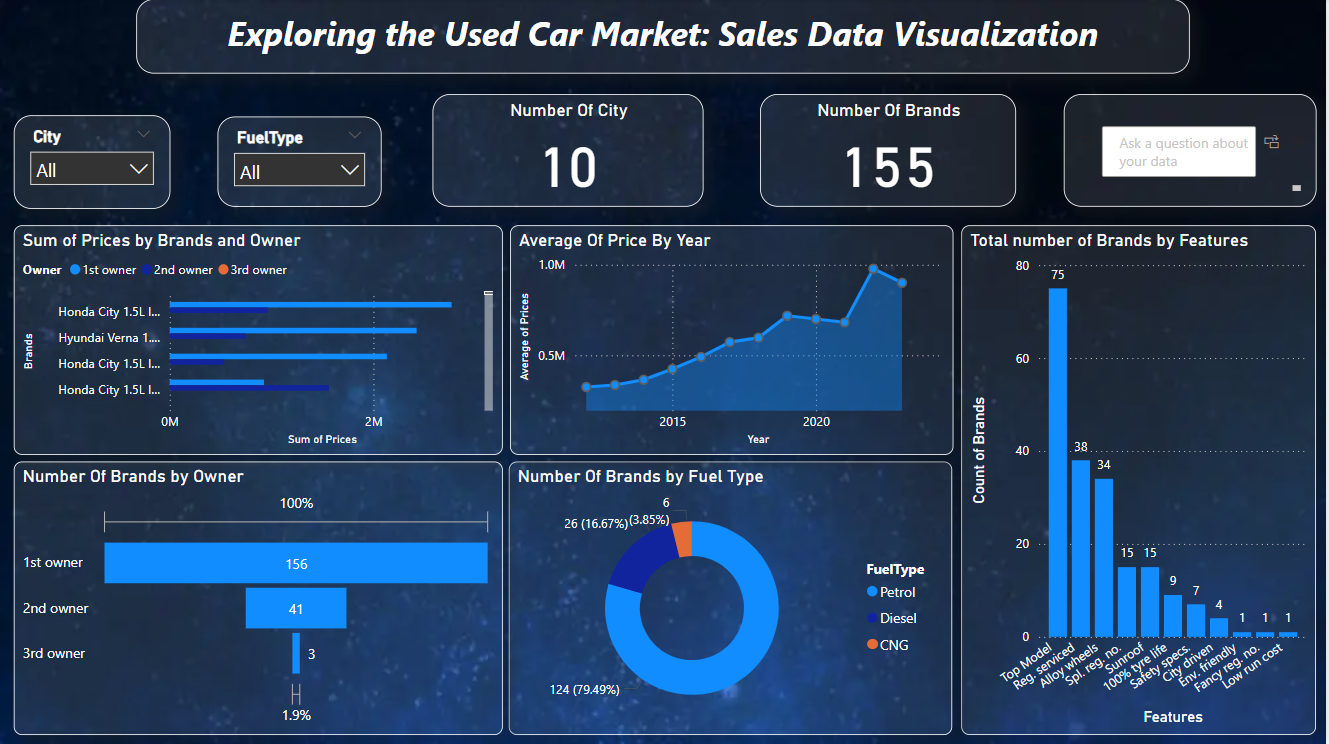 Exploring the Used Car Market: Sales Data Visualization
City
All
FuelType
All
Number Of City
10
Number Of Brands
155
Ask a question about
your data
Sum of Prices by Brands and Owner
Owner 1st owner 2nd owner 3rd owner
Brands
Honda City 1.5L I...
Hyundai Verna 1....
Honda City 1.5L I...
Honda City 1.5L I...
0M 2M
Sum of Prices
Average Of Price By Year
Average of Prices
1.0M
0.5M
2015 2020
Year
Total number of Brands by Features
Count of Brands
80
60
40
20
0
75
38
34
15
15
9
7
4
1
1
1
Top Model
Reg. serviced
Alloy wheels
Spl. reg. no.
Sunroof
100% tyre life
Safety specs.
City driven
Env. friendly
Fancy reg. no.
Low run cost
Features
Number Of Brands by Owner
100%
1st owner 156
2nd owner 41
3rd owner 3
1.9%
Number Of Brands by Fuel Type
6
(3.85%)
26 (16.67%)
124 (79.49%)
FuelType
Petrol
Diesel
CNG